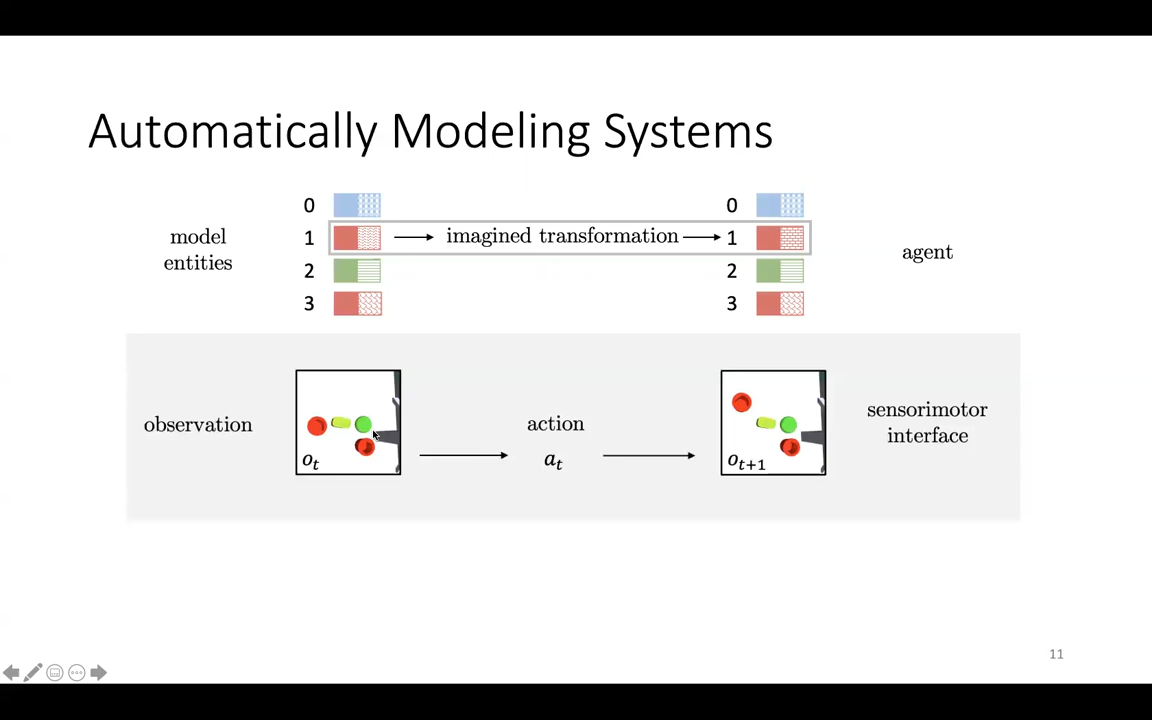 Automatically Modeling Systems
0 0
model entities
1 imagined transformation 1
agent
2 2
3 3
observation
action
sensorimotor interface
o_t
a_t
o_{t+1}
11